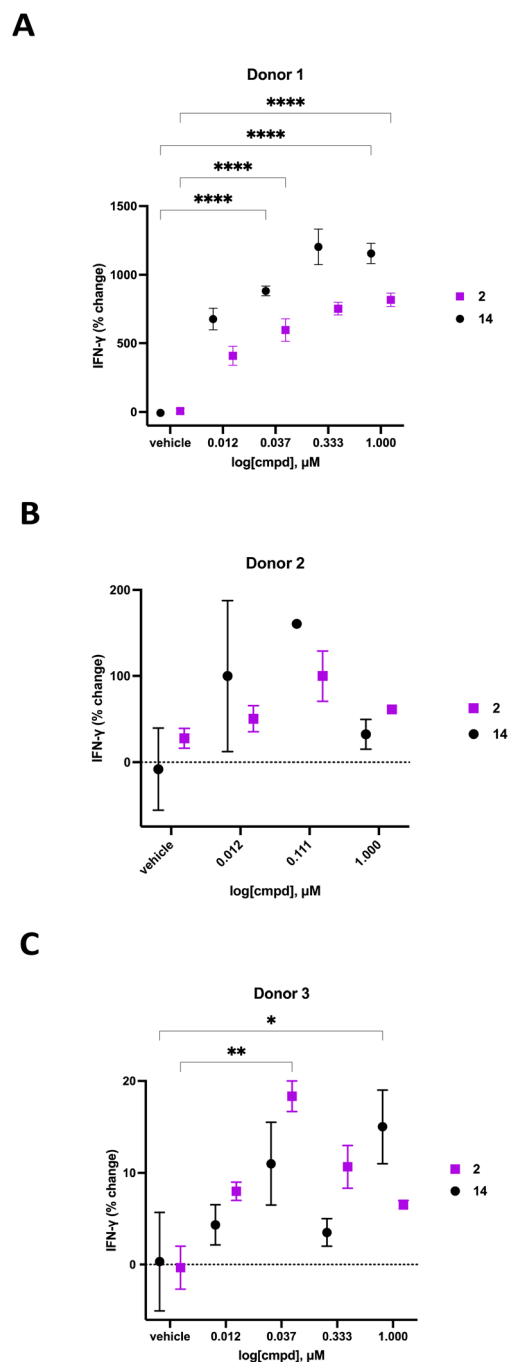 A
Donor 1
****
****
****
****
1500
1000
500
0
IFN-γ (% change)
vehicle 0.012 0.037 0.333 1.000
log[cmpd], µM
2
14
B
Donor 2
200
100
0
IFN-γ (% change)
vehicle 0.012 0.111 1.000
log[cmpd], µM
2
14
C
Donor 3
*
**
20
10
0
IFN-γ (% change)
vehicle 0.012 0.037 0.333 1.000
log[cmpd], µM
2
14